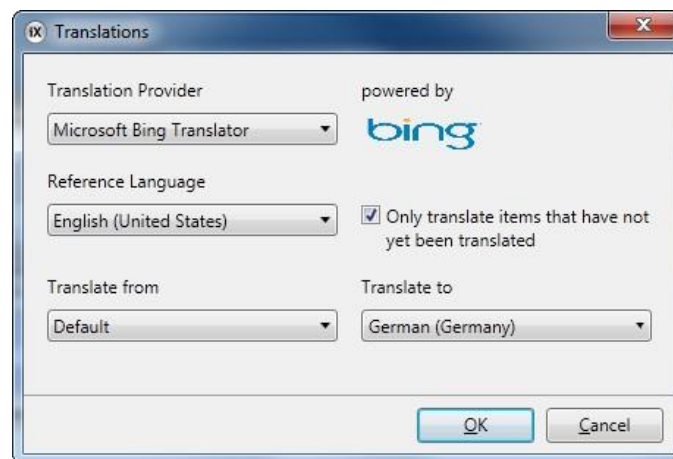 iX Translations
Translation Provider
powered by
Microsoft Bing Translator
bing
Reference Language
English (United States)
Only translate items that have not
yet been translated
Translate from
Translate to
Default
German (Germany)
OK
Cancel